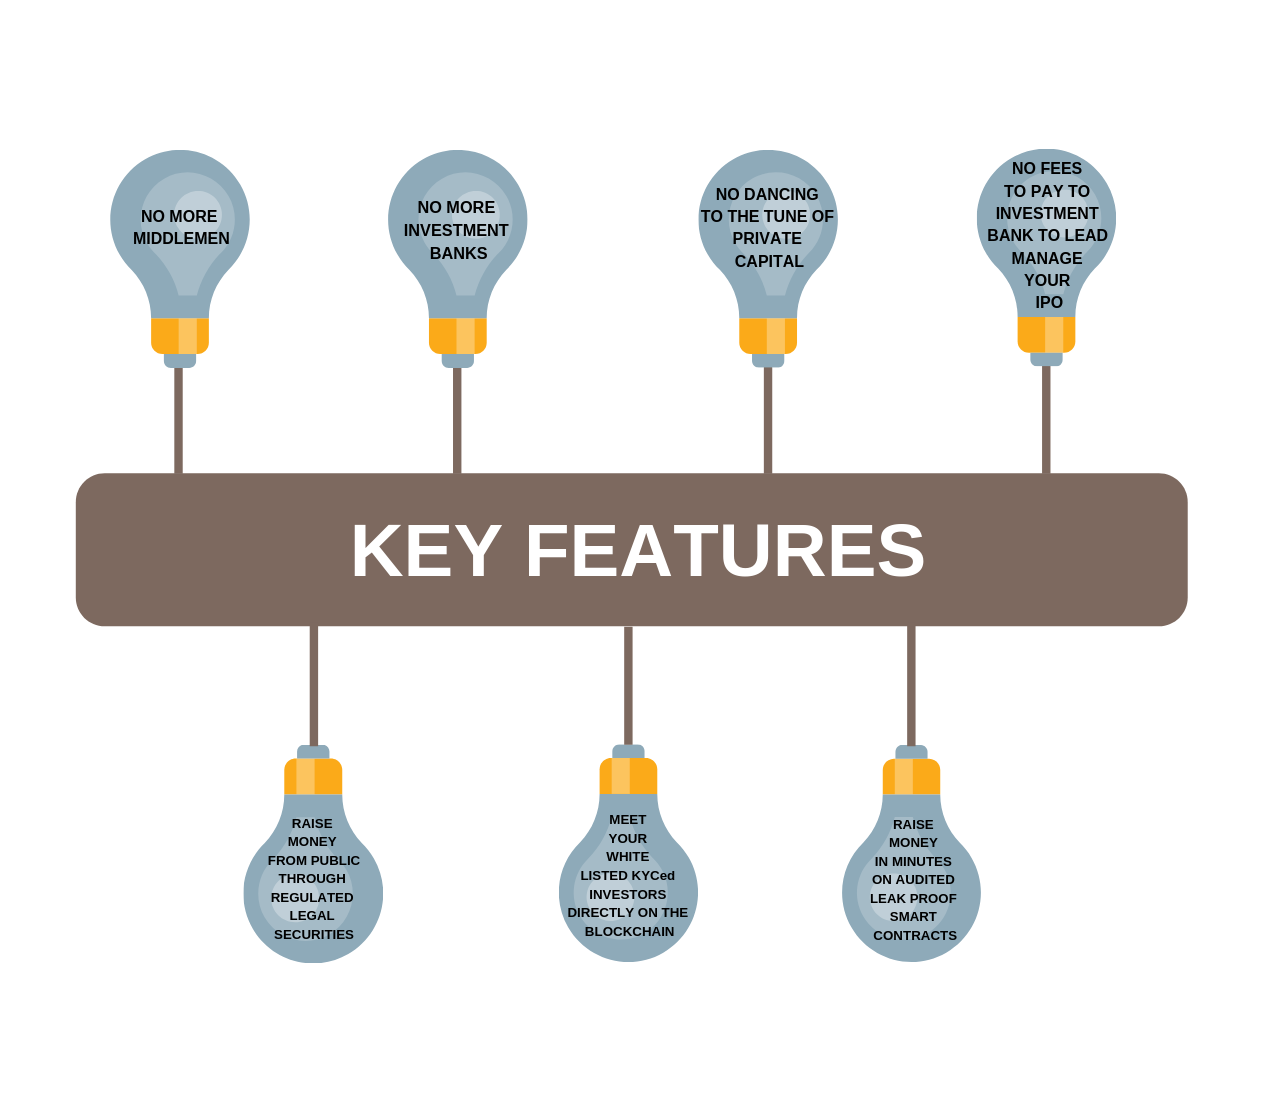 NO MORE
MIDDLEMEN
NO MORE
INVESTMENT
BANKS
NO DANCING
TO THE TUNE OF
PRIVATE
CAPITAL
NO FEES
TO PAY TO
INVESTMENT
BANK TO LEAD
MANAGE
YOUR
IPO
KEY FEATURES
RAISE
MONEY
FROM PUBLIC
THROUGH
REGULATED
LEGAL
SECURITIES
MEET
YOUR
WHITE
LISTED KYCed
INVESTORS
DIRECTLY ON THE
BLOCKCHAIN
RAISE
MONEY
IN MINUTES
ON AUDITED
LEAK PROOF
SMART
CONTRACTS